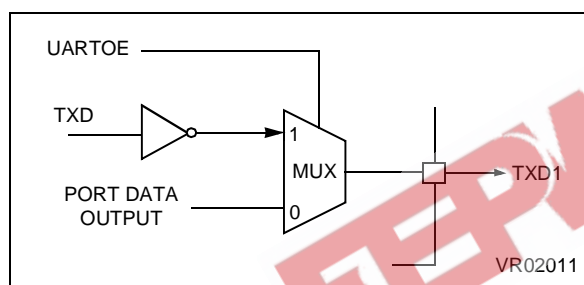 UARTOE
TXD
1
MUX
TXD1
PORT DATA
OUTPUT
0
VR02011